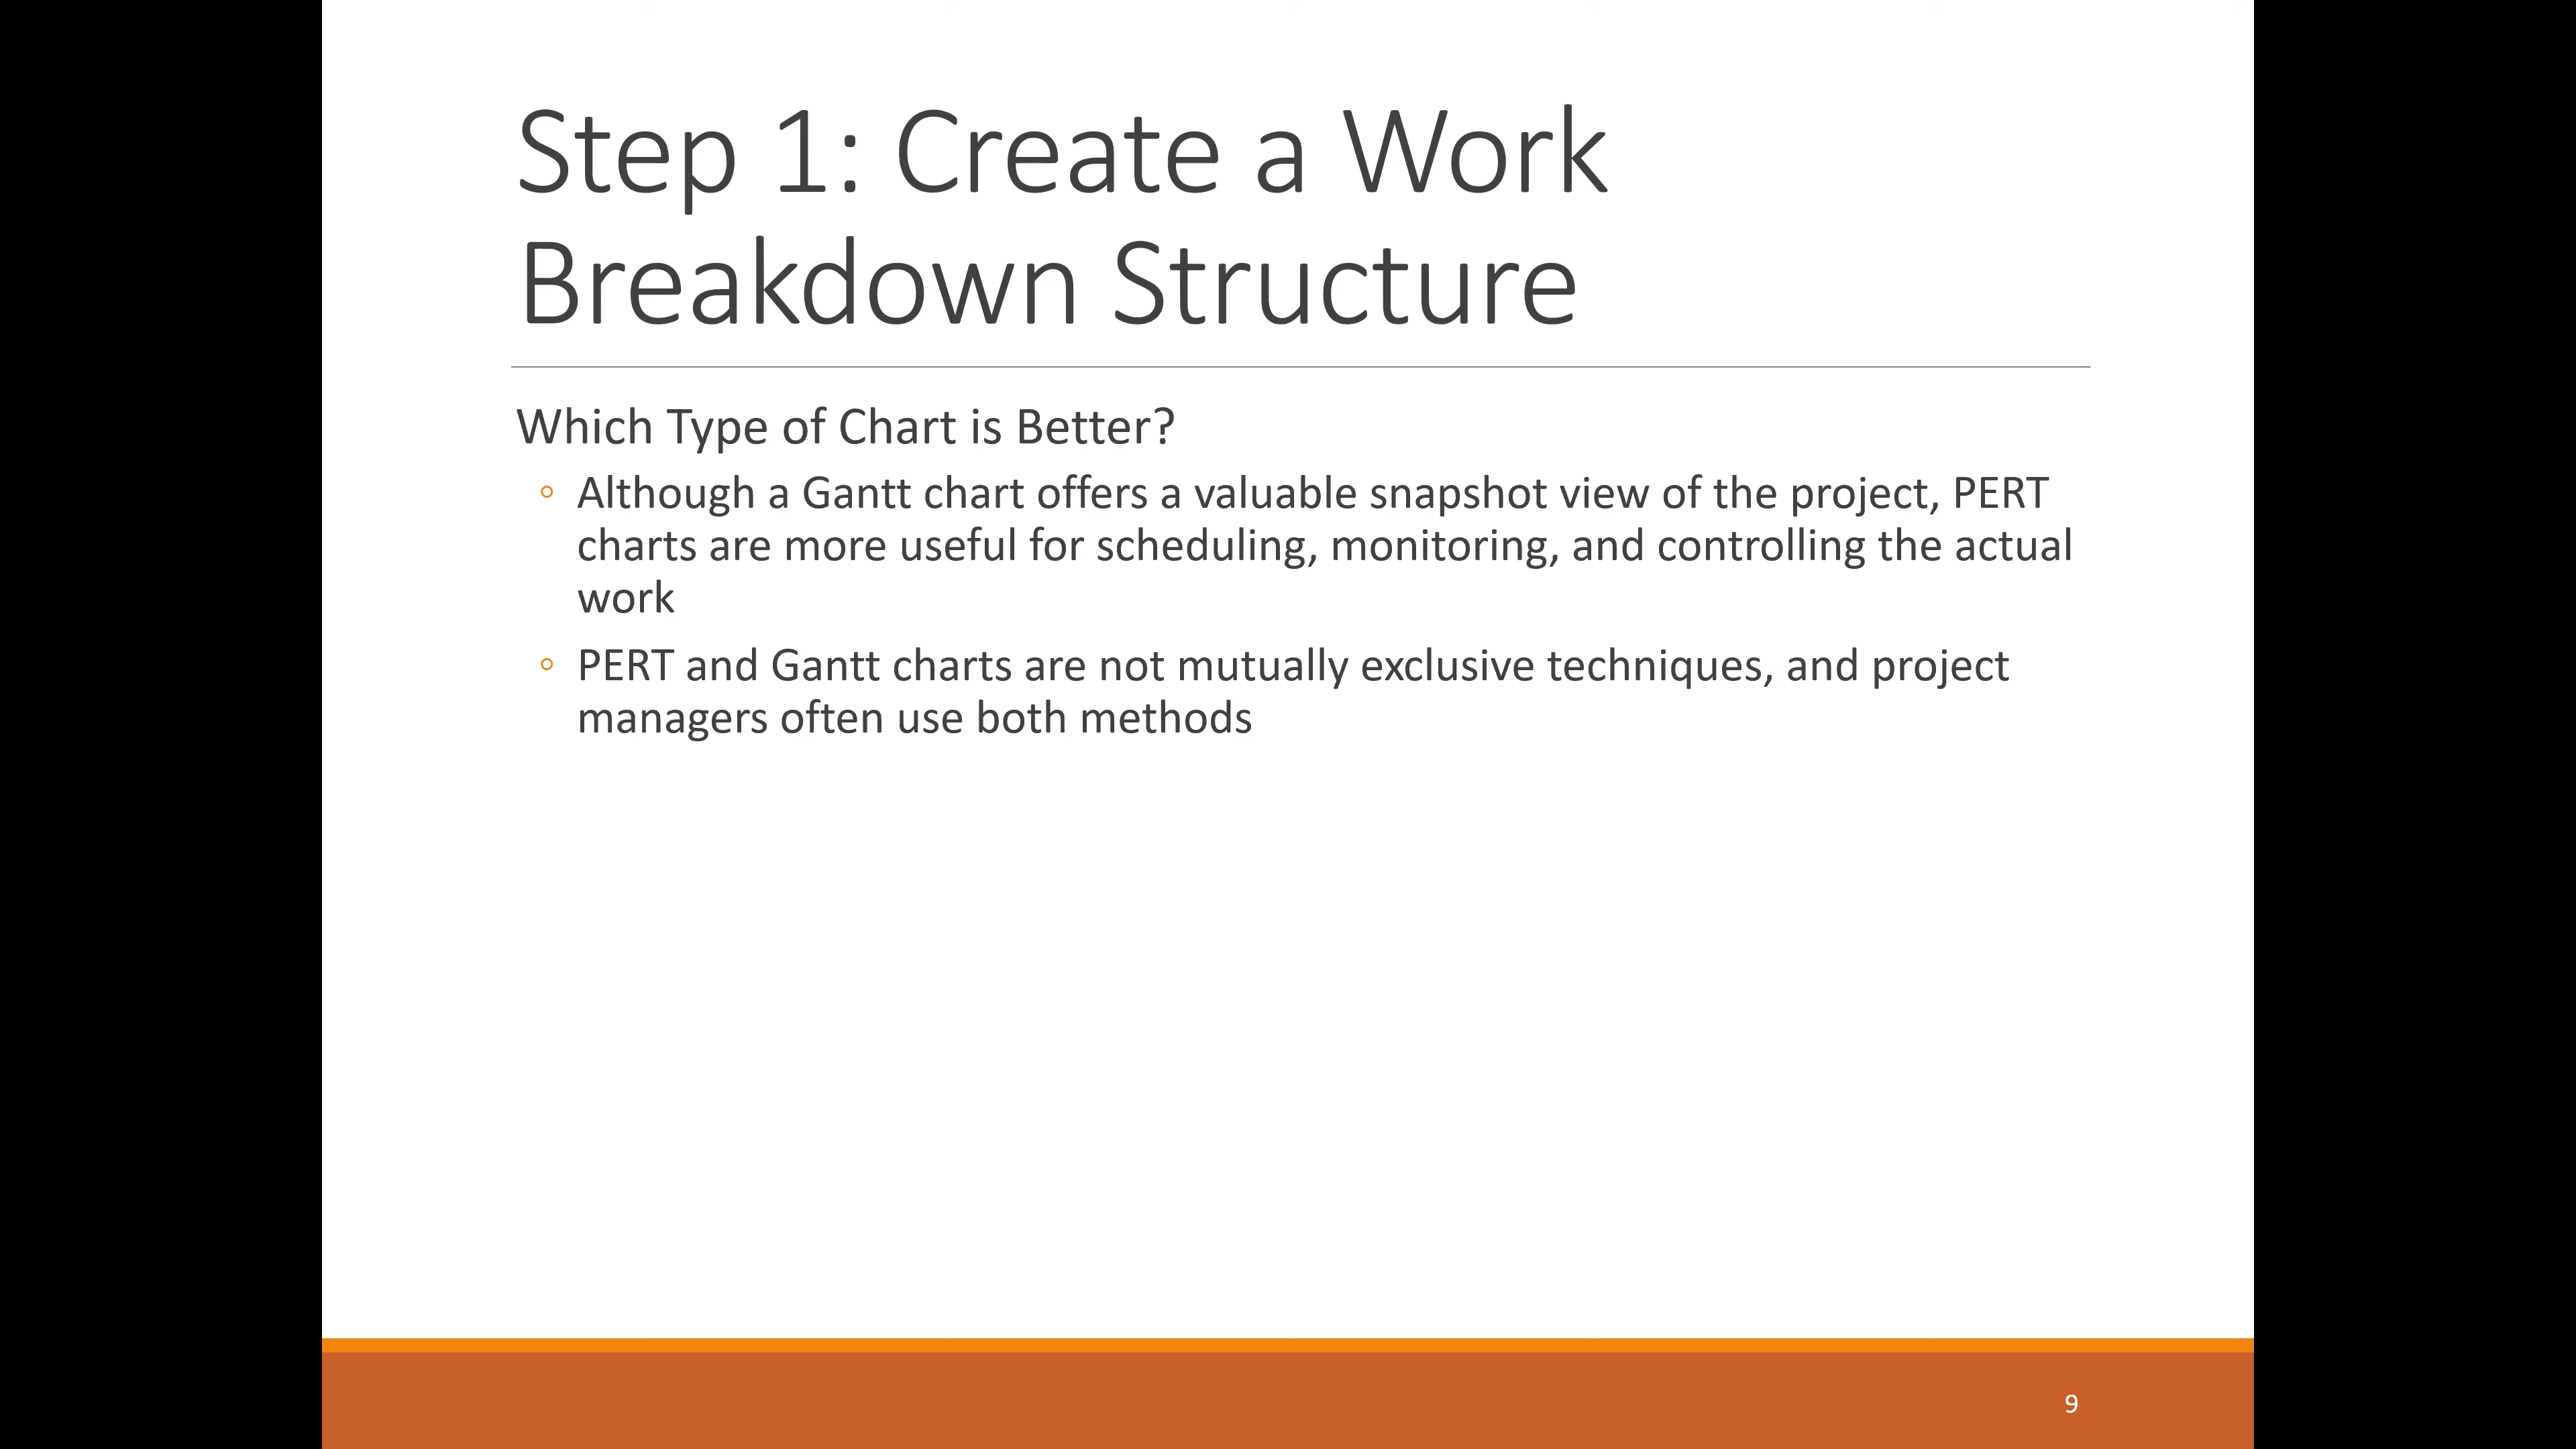 Step 1: Create a Work
Breakdown Structure
Which Type of Chart is Better?
◦ Although a Gantt chart offers a valuable snapshot view of the project, PERT
charts are more useful for scheduling, monitoring, and controlling the actual
work
◦ PERT and Gantt charts are not mutually exclusive techniques, and project
managers often use both methods
9